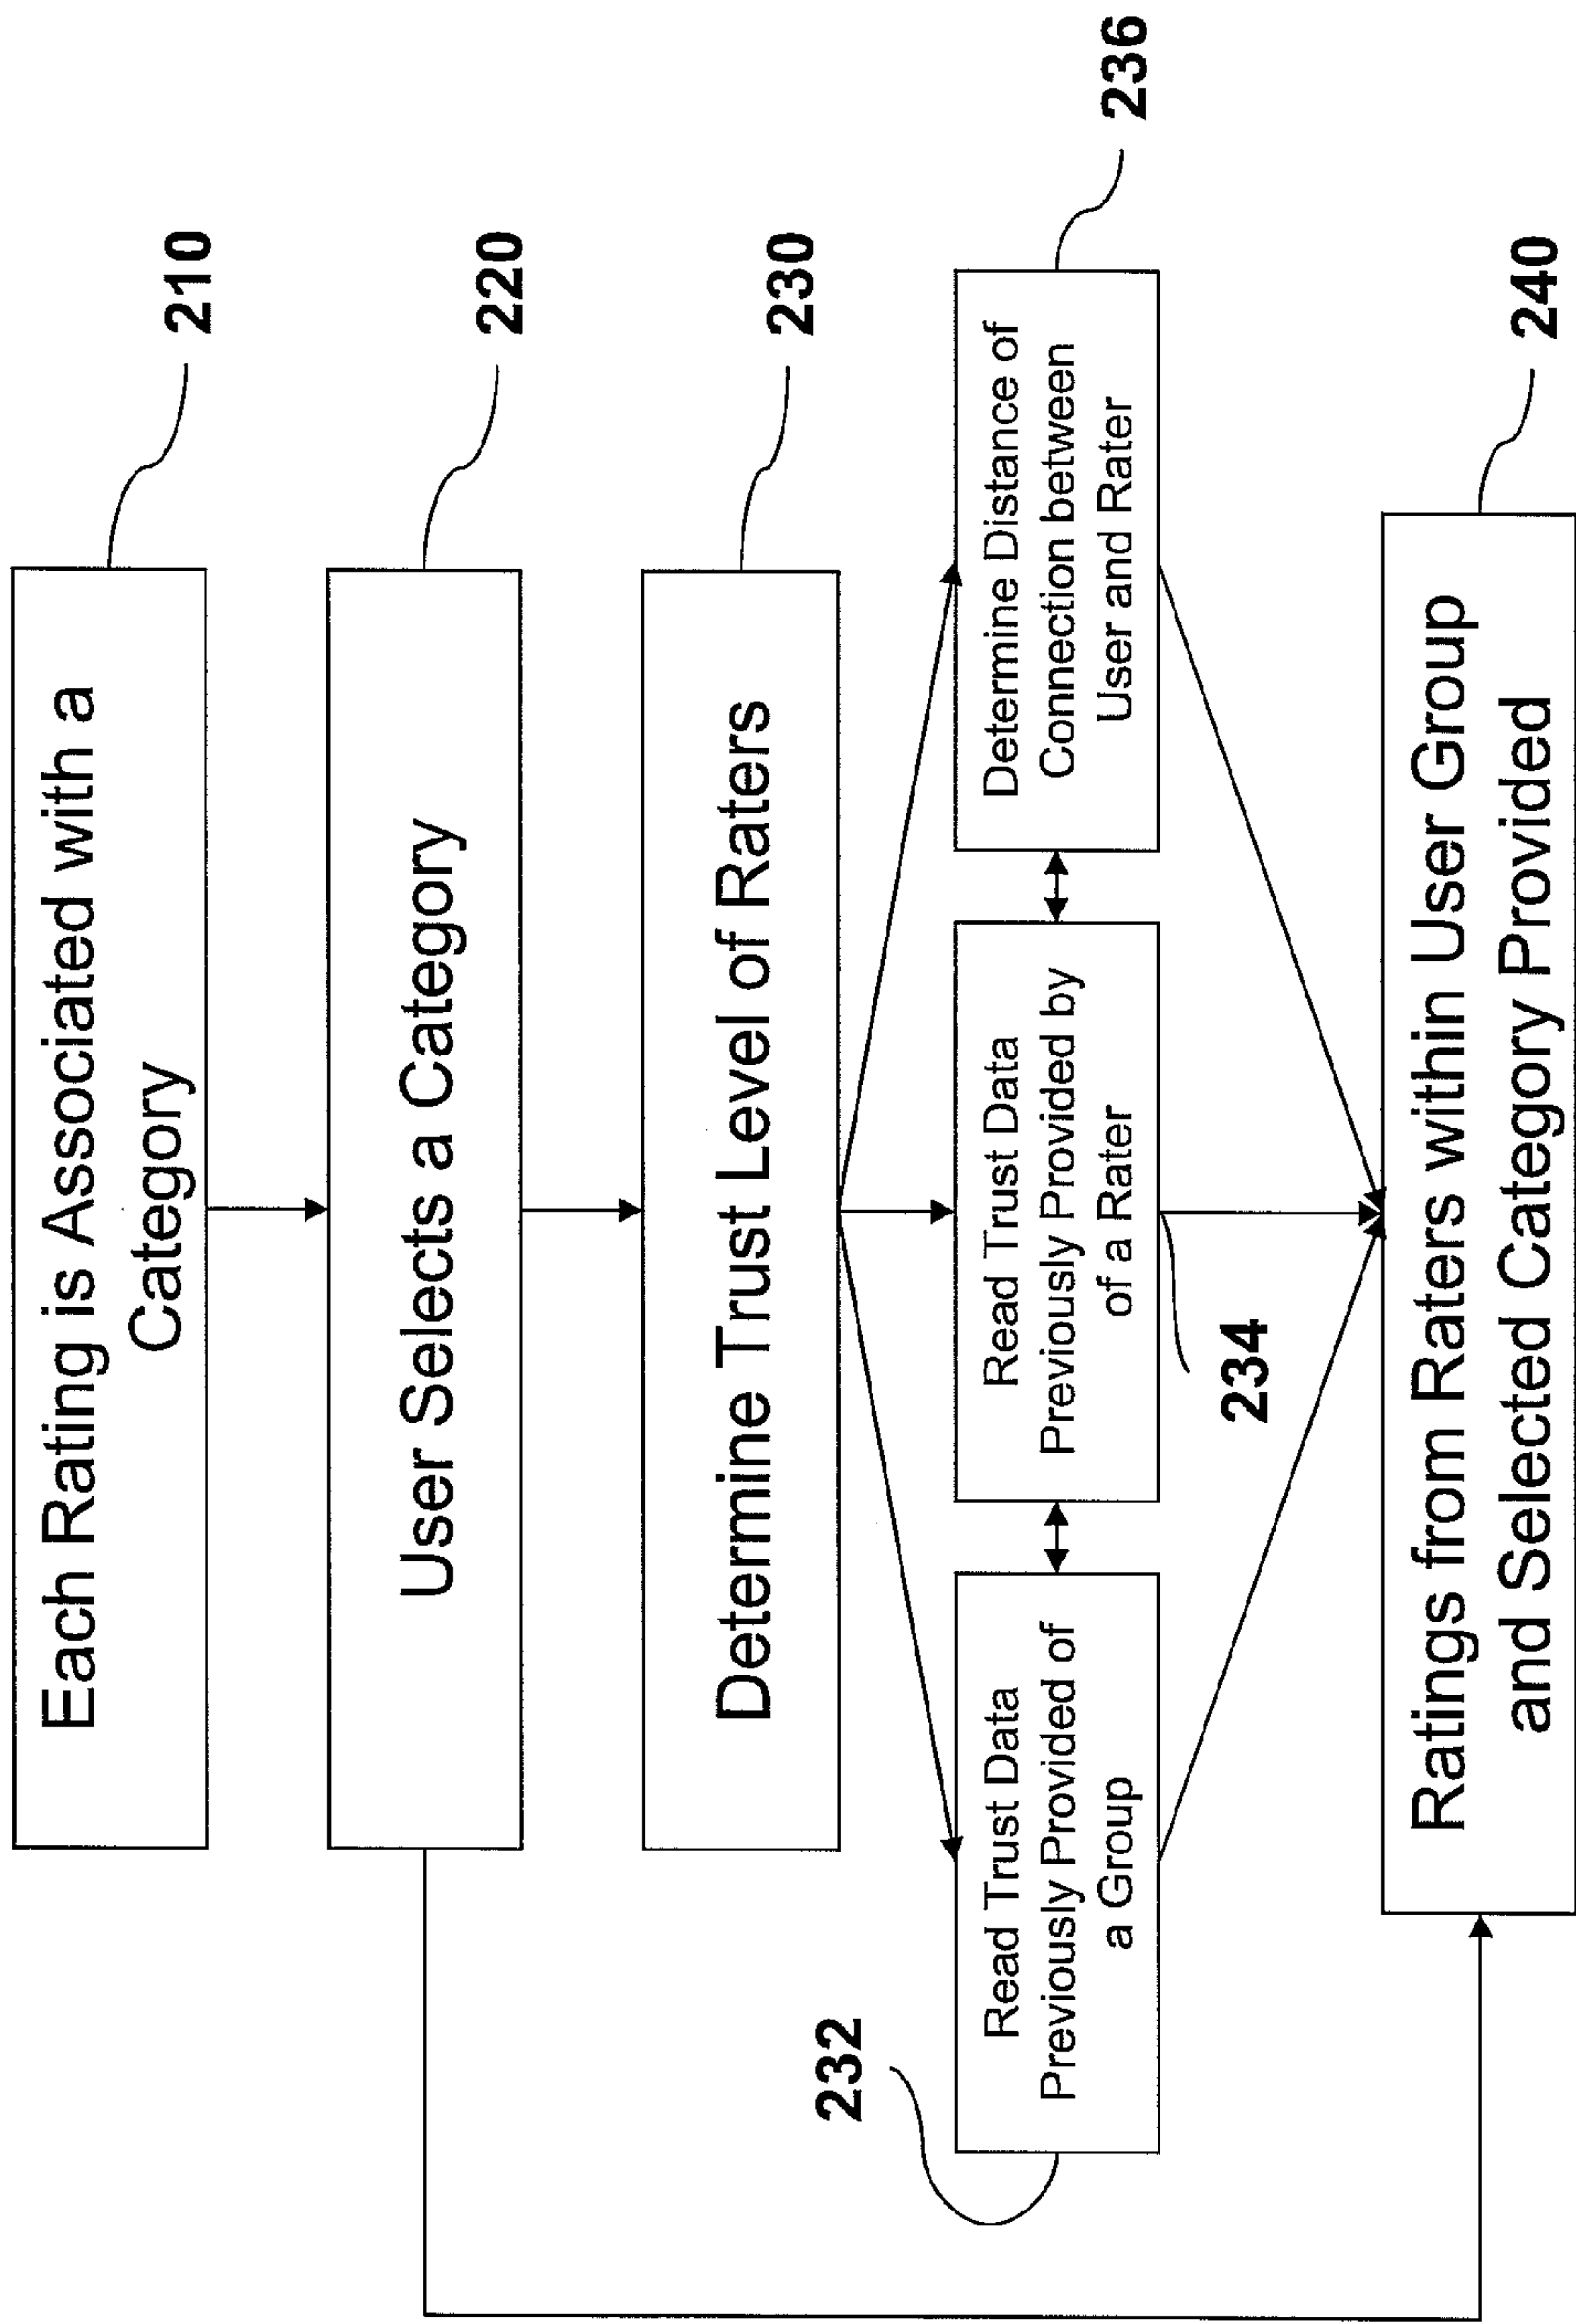 Each Rating is Associated with a
Category
210
User Selects a Category
220
Determine Trust Level of Raters
230
232
Read Trust Data
Previously Provided of
a Group
Read Trust Data
Previously Provided by
of a Rater
234
Determine Distance of
Connection between
User and Rater
236
Ratings from Raters within User Group
and Selected Category Provided
240